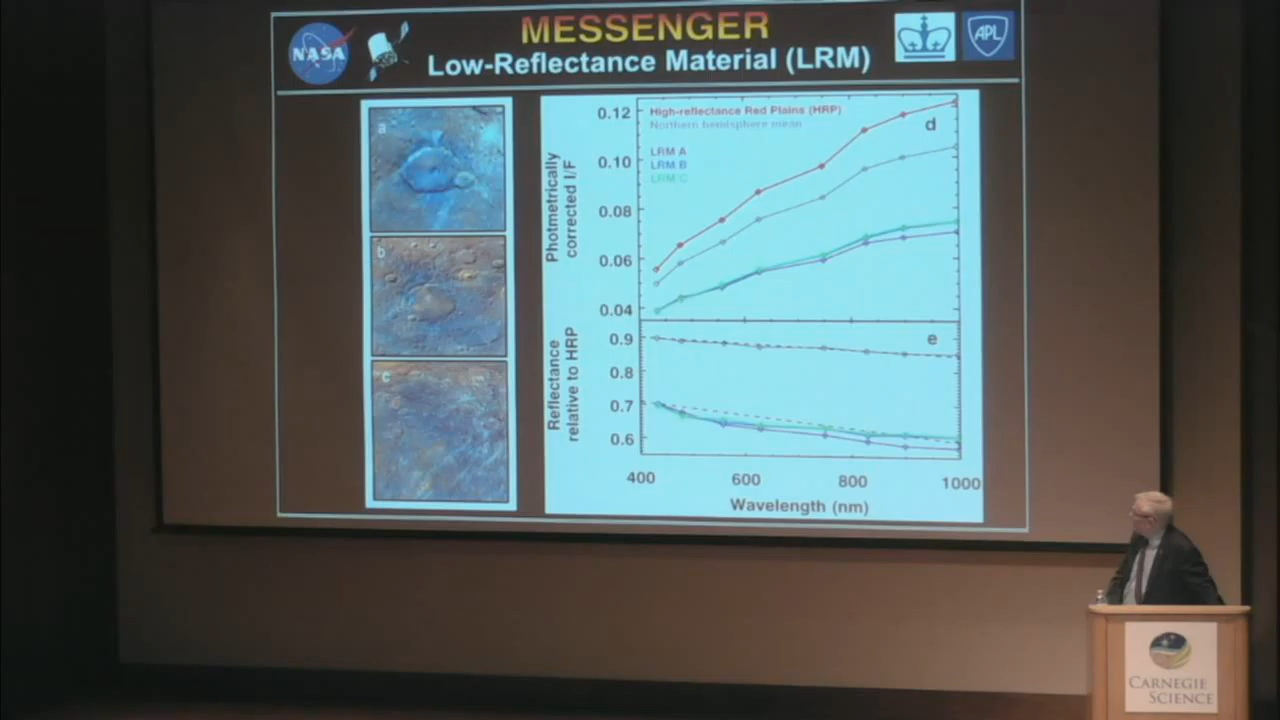 MESSENGER
NASA
Low-Reflectance Material (LRM)
APL
a
b
c
Photmetrically
corrected I/F
0.12
0.10
0.08
0.06
0.04
High-reflectance Red Plains (HRP)
Northern hemisphere mean
LRM A
LRM B
LRM C
d
Reflectance
relative to HRP
0.9
0.8
0.7
0.6
e
400
600
800
1000
Wavelength (nm)
CARNEGIE
SCIENCE